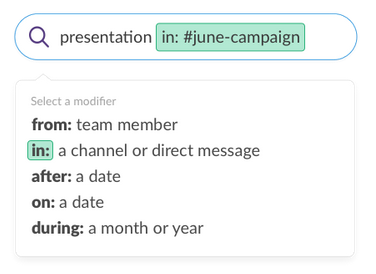 presentation in: #june-campaign
Select a modifier
from: team member
in: a channel or direct message
after: a date
on: a date
during: a month or year